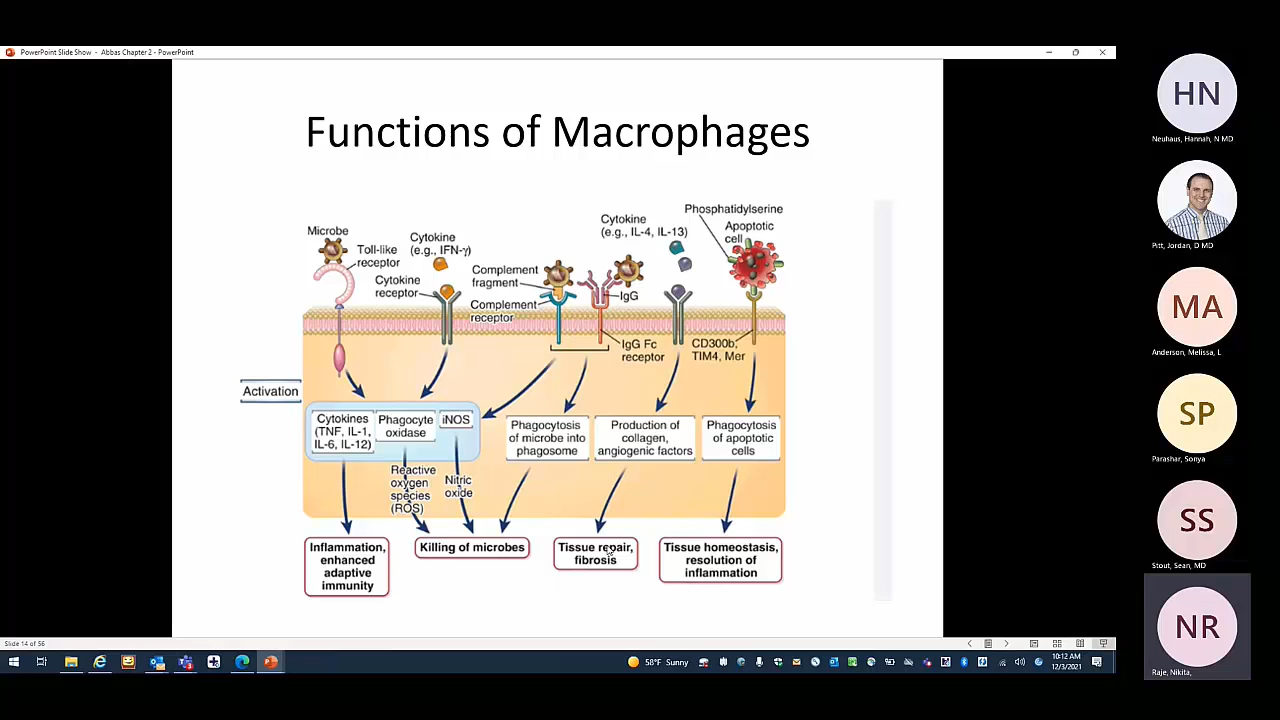 PowerPoint Slide Show - Abbas Chapter 2 - PowerPoint
Functions of Macrophages
Microbe
Toll-like
receptor
Cytokine
(e.g., IFN-γ)
Cytokine
receptor
Complement
fragment
Complement
receptor
IgG
IgG Fc
receptor
Cytokine
(e.g., IL-4, IL-13)
Phosphatidylserine
Apoptotic
cell
CD300b,
TIM4, Mer
Activation
Cytokines
(TNF, IL-1,
IL-6, IL-12)
Phagocyte
oxidase
iNOS
Phagocytosis
of microbe into
phagosome
Production of
collagen,
angiogenic factors
Phagocytosis
of apoptotic
cells
Reactive
oxygen
species
(ROS)
Nitric
oxide
Inflammation,
enhanced
adaptive
immunity
Killing of microbes
Tissue repair,
fibrosis
Tissue homeostasis,
resolution of
inflammation
Slide 14 of 56
58°F Sunny
10:12 AM
12/3/2021
HN
Neuhaus, Hannah, N MD
Pitt, Jordan, D MD
MA
Anderson, Melissa, L
SP
Parashar, Sonya
SS
Stout, Sean, MD
NR
Raje, Nikita,